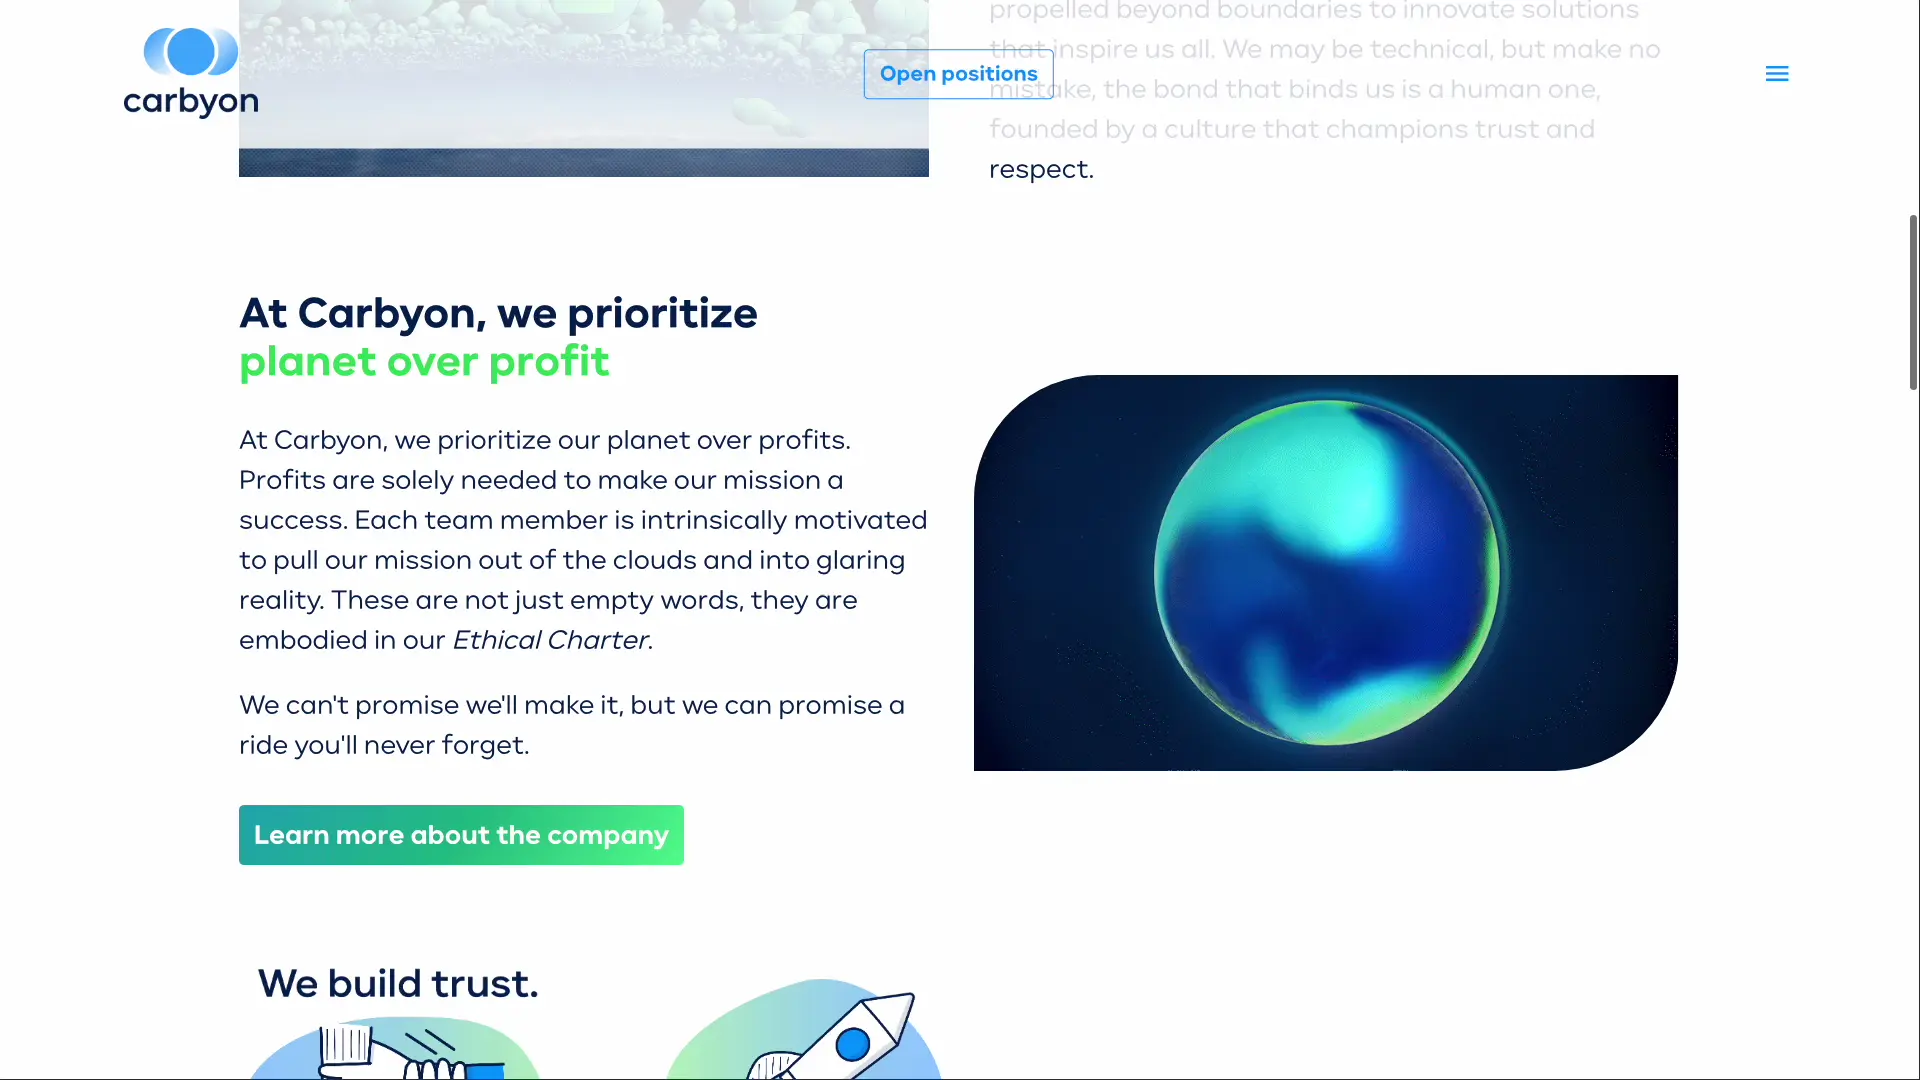 carbyon
Open positions
propelled beyond boundaries to innovate solutions
that inspire us all. We may be technical, but make no
mistake, the bond that binds us is a human one,
founded by a culture that champions trust and
respect.
At Carbyon, we prioritize
planet over profit
At Carbyon, we prioritize our planet over profits.
Profits are solely needed to make our mission a
success. Each team member is intrinsically motivated
to pull our mission out of the clouds and into glaring
reality. These are not just empty words, they are
embodied in our Ethical Charter.
We can't promise we'll make it, but we can promise a
ride you'll never forget.
Learn more about the company
We build trust.